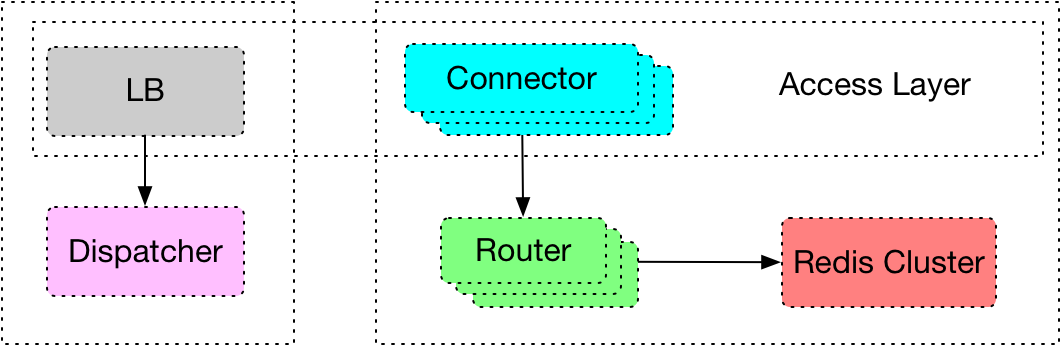 LB
Connector
Access Layer
Dispatcher
Router
Redis Cluster